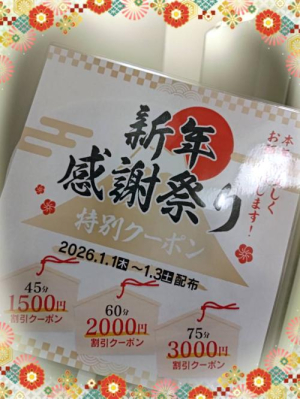 新年
感謝祭り
特別クーポン
2026.1.1木～1.3土配布
45分
1500円
割引クーポン
60分
2000円
割引クーポン
75分
3000円
割引クーポン